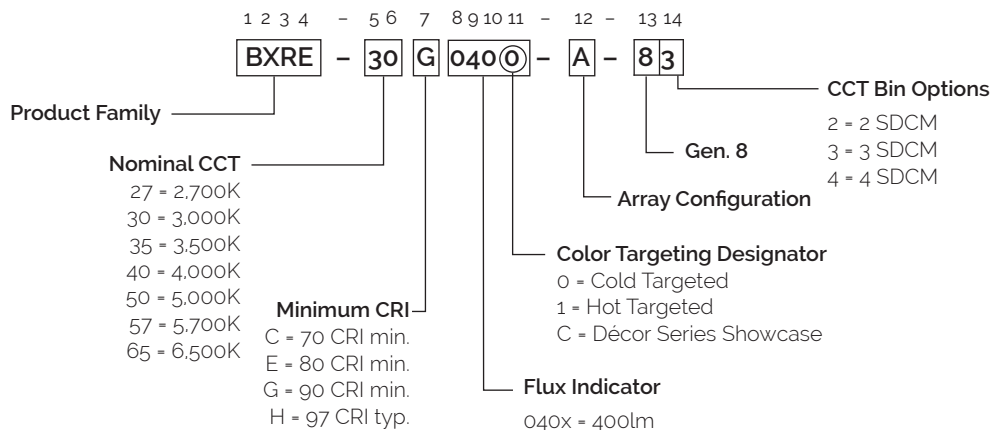 1 2 3 4 - 5 6 7 8 9 10 11 - 12 - 13 14
BXRE - 30 G 0400 - A - 83
Product Family
Nominal CCT
27 = 2,700K
30 = 3,000K
35 = 3,500K
40 = 4,000K
50 = 5,000K
57 = 5,700K
65 = 6,500K
Minimum CRI
C = 70 CRI min.
E = 80 CRI min.
G = 90 CRI min.
H = 97 CRI typ.
Flux Indicator
040x = 400lm
Color Targeting Designator
0 = Cold Targeted
1 = Hot Targeted
C = Décor Series Showcase
Array Configuration
Gen. 8
CCT Bin Options
2 = 2 SDCM
3 = 3 SDCM
4 = 4 SDCM